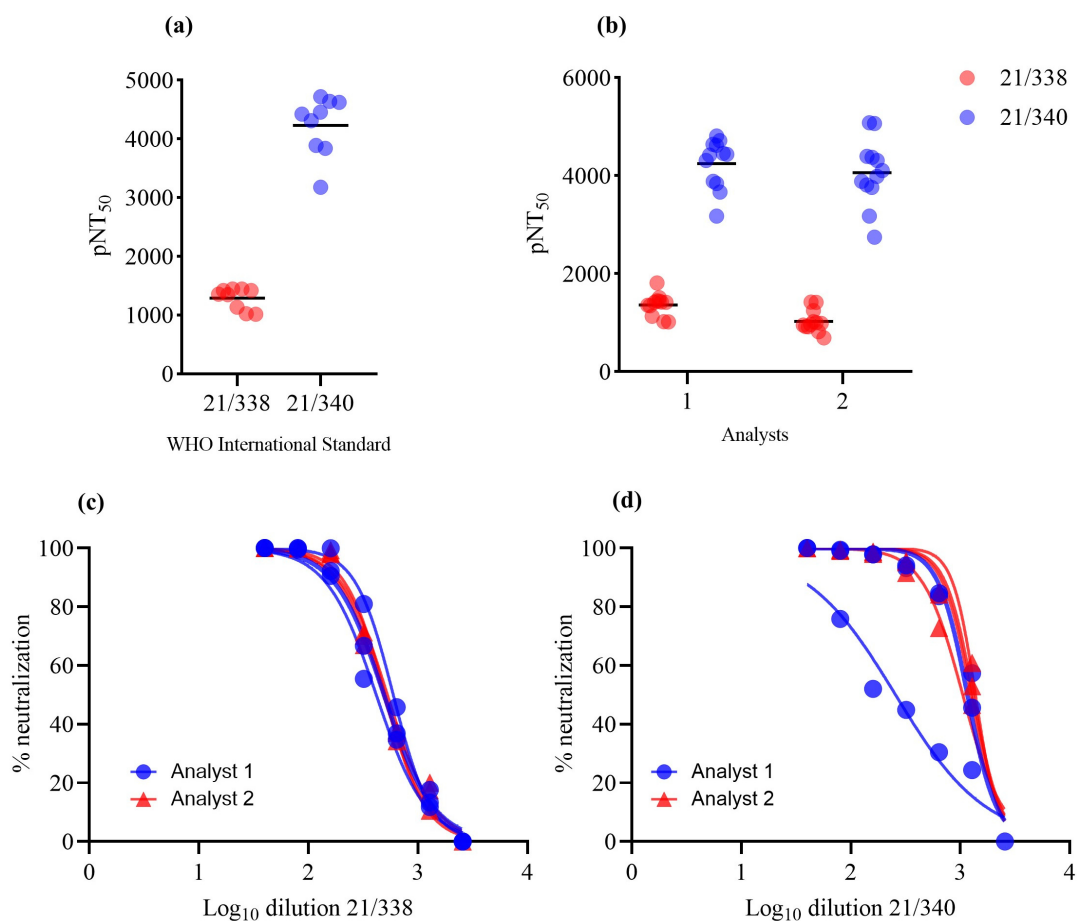 (a)
pNT50
5000
4000
3000
2000
1000
0
21/338 21/340
WHO International Standard
(b)
pNT50
6000
4000
2000
0
1 2
Analysts
21/338
21/340
(c)
% neutralization
100
80
60
40
20
0
Analyst 1
Analyst 2
0 1 2 3 4
Log10 dilution 21/338
(d)
% neutralization
100
80
60
40
20
0
Analyst 1
Analyst 2
0 1 2 3 4
Log10 dilution 21/340